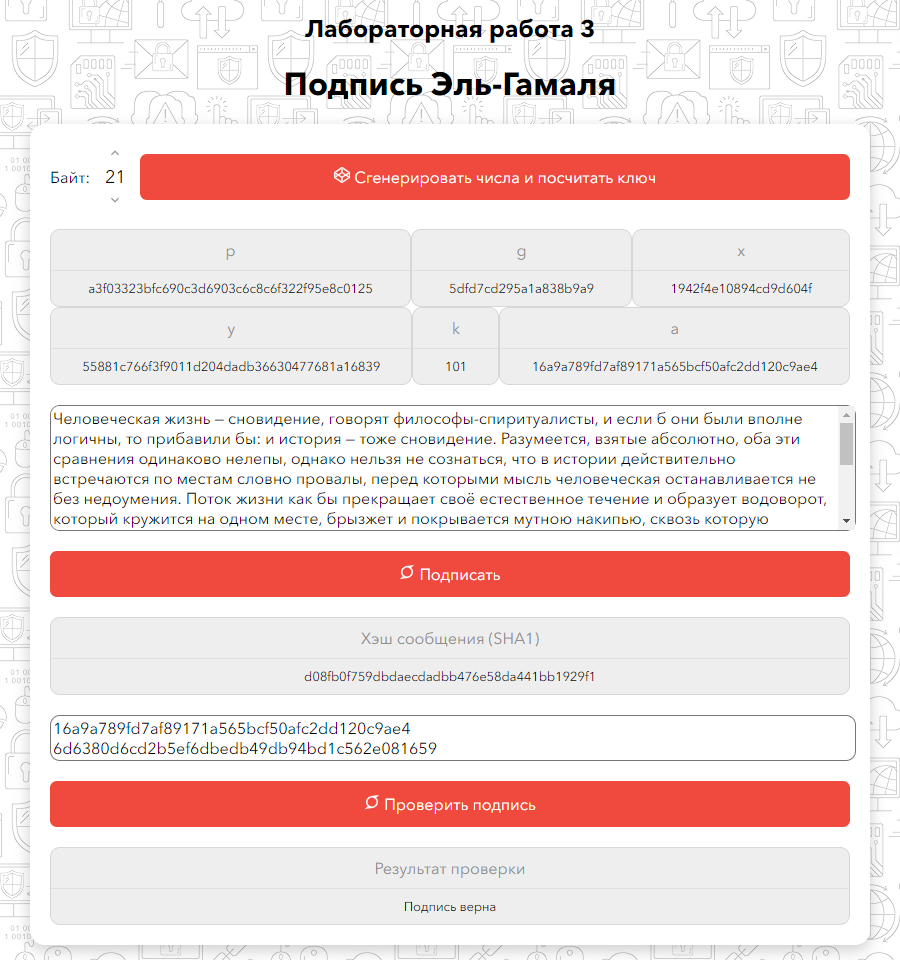 Лабораторная работа 3
Подпись Эль-Гамаля
Байт: 21 Сгенерировать числа и посчитать ключ
p g x
a3f03323bfc690c3d6903c6c8c6f322f95e8c0125 5dfd7cd295a1a838b9a9 1942f4e10894cd9d604f
y k a
55881c766f3f9011d204dadb36630477681a16839 101 16a9a789fd7af89171a565bcf50afc2dd120c9ae4
Человеческая жизнь — сновидение, говорят философы-спиритуалисты, и если б они были вполне
логичны, то прибавили бы: и история — тоже сновидение. Разумеется, взятые абсолютно, оба эти
сравнения одинаково нелепы, однако нельзя не сознаться, что в истории действительно
встречаются по местам словно провалы, перед которыми мысль человеческая останавливается не
без недоумения. Поток жизни как бы прекращает своё естественное течение и образует водоворот,
который кружится на одном месте, брызжет и покрывается мутною накипью, сквозь которую
Подписать
Хэш сообщения (SHA1)
d08fb0f759dbdaecdadbb476e58da441bb1929f1
16a9a789fd7af89171a565bcf50afc2dd120c9ae4
6d6380d6cd2b5ef6dbedb49db94bd1c562e081659
Проверить подпись
Результат проверки
Подпись верна